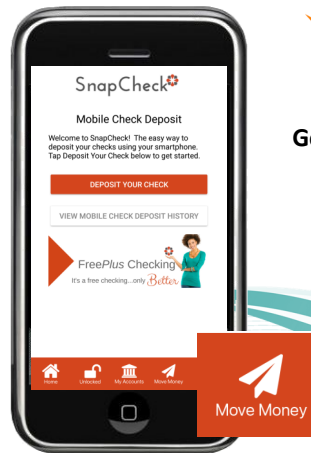 SnapCheck
Mobile Check Deposit
Welcome to SnapCheck! The easy way to
deposit your checks using your smartphone.
Tap Deposit Your Check below to get started.
DEPOSIT YOUR CHECK
VIEW MOBILE CHECK DEPOSIT HISTORY
FreePlus Checking
It's a free checking...only Better
Home
Unlocked
My Accounts
Move Money
Move Money
Ge